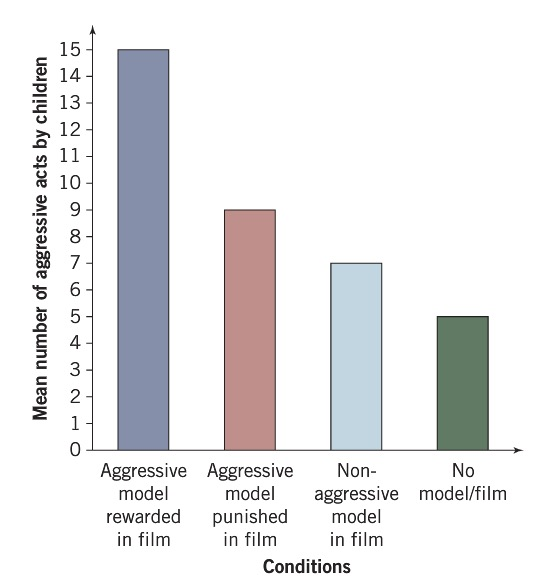 Mean number of aggressive acts by children
15
14
13
12
11
10
9
8
7
6
5
4
3
2
1
0
Aggressive
model
rewarded
in film
Aggressive
model
punished
in film
Non-
aggressive
model
in film
No
model/film
Conditions